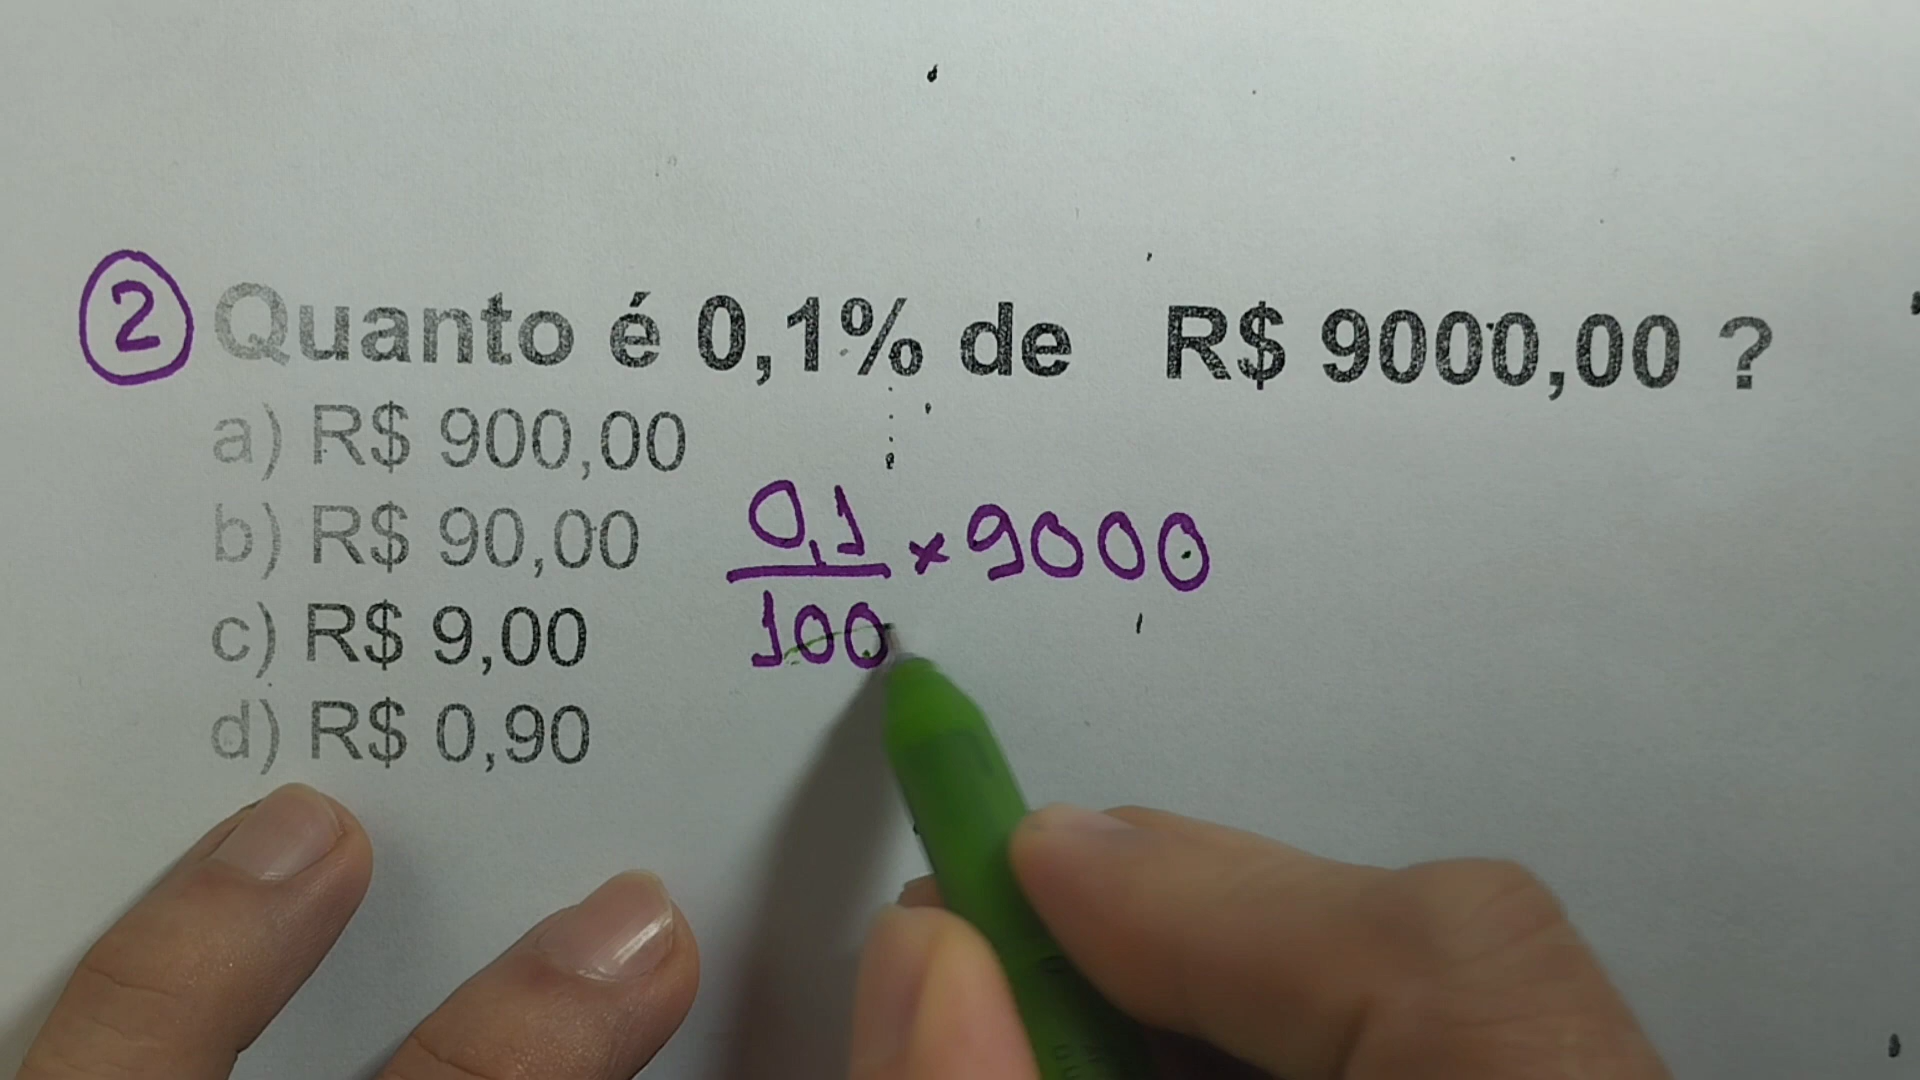 2 Quanto é 0,1% de R$ 9000,00 ?
a) R$ 900,00
b) R$ 90,00
c) R$ 9,00
d) R$ 0,90
0,1 × 9000
100